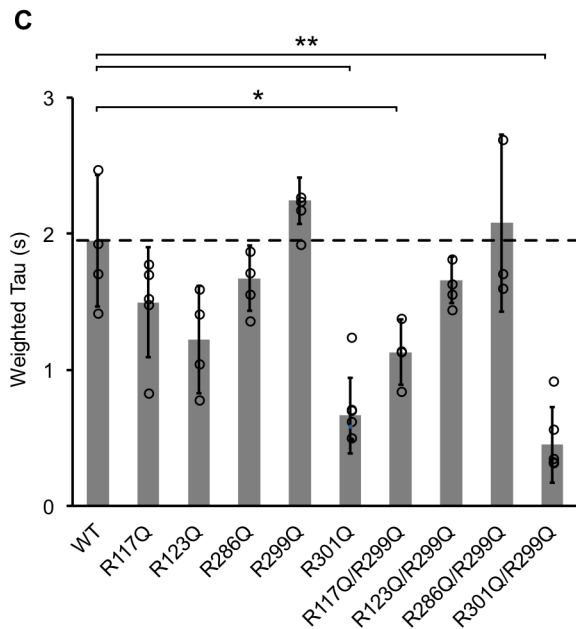 C
**
*
3
2
1
0
Weighted Tau (s)
WT
R117Q
R123Q
R286Q
R299Q
R301Q
R117Q/R299Q
R123Q/R299Q
R286Q/R299Q
R301Q/R299Q